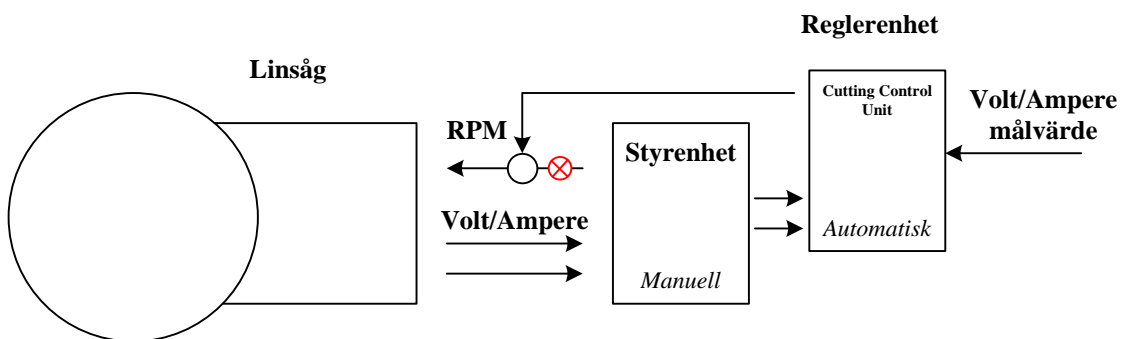 Reglerenhet
Linsåg
Cutting Control
Unit
Volt/Ampere
målvärde
RPM
Styrenhet
Volt/Ampere
Automatisk
Manuell